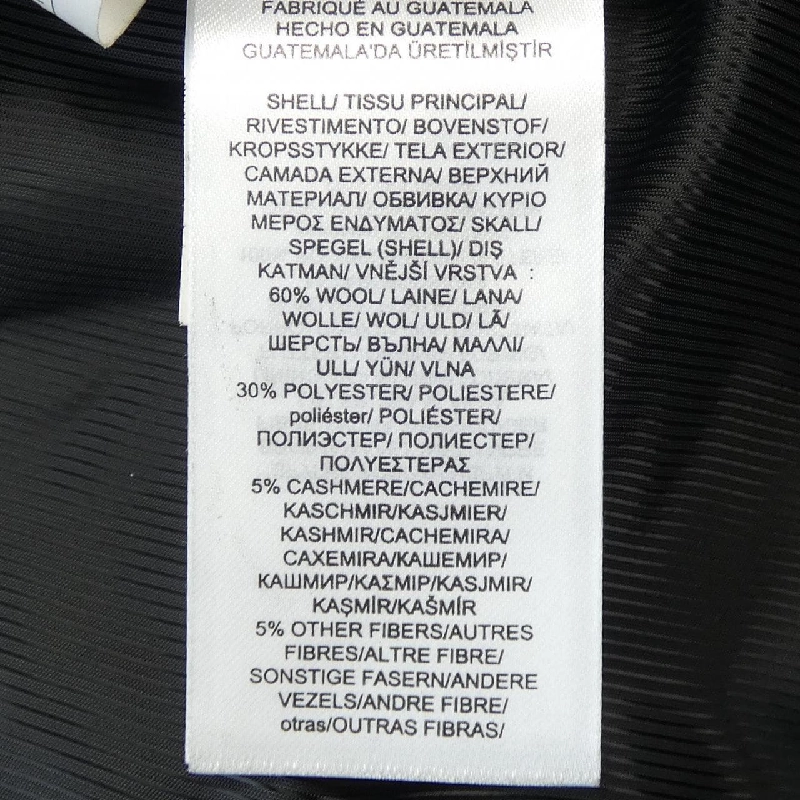 FABRIQUÉ AU GUATEMALA
HECHO EN GUATEMALA
GUATEMALA'DA ÜRETİLMİŞTİR
SHELL/ TISSU PRINCIPAL/
RIVESTIMENTO/ BOVENSTOF/
KROPSSTYKKE/ TELA EXTERIOR/
CAMADA EXTERNA/ ВЕРХНИЙ
МАТЕРИАЛ/ ОБВИВКА/ ΚΥΡΙΟ
ΜΕΡΟΣ ΕΝΔΥΜΑΤΟΣ/ SKALL/
SPEGEL (SHELL)/ DIŞ
KATMAN/ VNĚJŠÍ VRSTVA :
60% WOOL/ LAINE/ LANA/
WOLLE/ WOL/ ULD/ LÃ/
ШЕРСТЬ/ ВЪЛНА/ ΜΑΛΛΙ/
ULL/ YÜN/ VLNA
30% POLYESTER/ POLIESTERE/
poliéster/ POLIÉSTER/
ПОЛИЭСТЕР/ ПОЛИЕСТЕР/
ΠΟΛΥΕΣΤΕΡΑΣ
5% CASHMERE/CACHEMIRE/
KASCHMIR/KASJMIER/
KASHMIR/CACHEMIRA/
CAXEMIRA/КАШЕМИР/
КАШМИР/ΚΑΣΜΙΡ/KASJMIR/
KAŞMİR/KAŠMÍR
5% OTHER FIBERS/AUTRES
FIBRES/ALTRE FIBRE/
SONSTIGE FASERN/ANDERE
VEZELS/ANDRE FIBRE/
otras/OUTRAS FIBRAS/